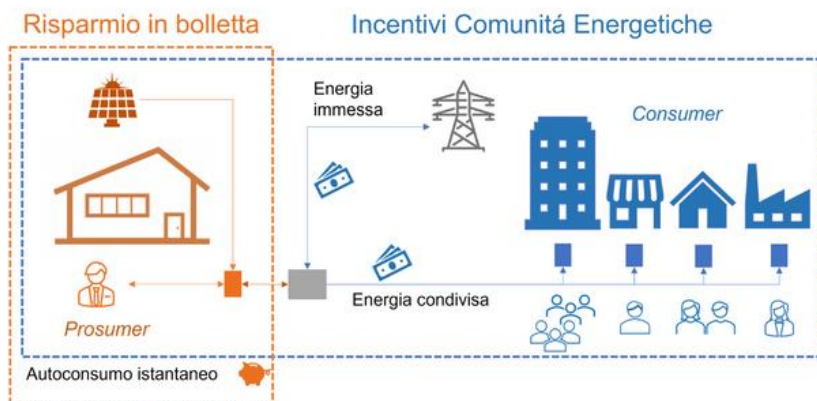 Risparmio in bolletta
Incentivi Comunitá Energetiche
Energia
immessa
Consumer
Energia condivisa
Prosumer
Autoconsumo istantaneo